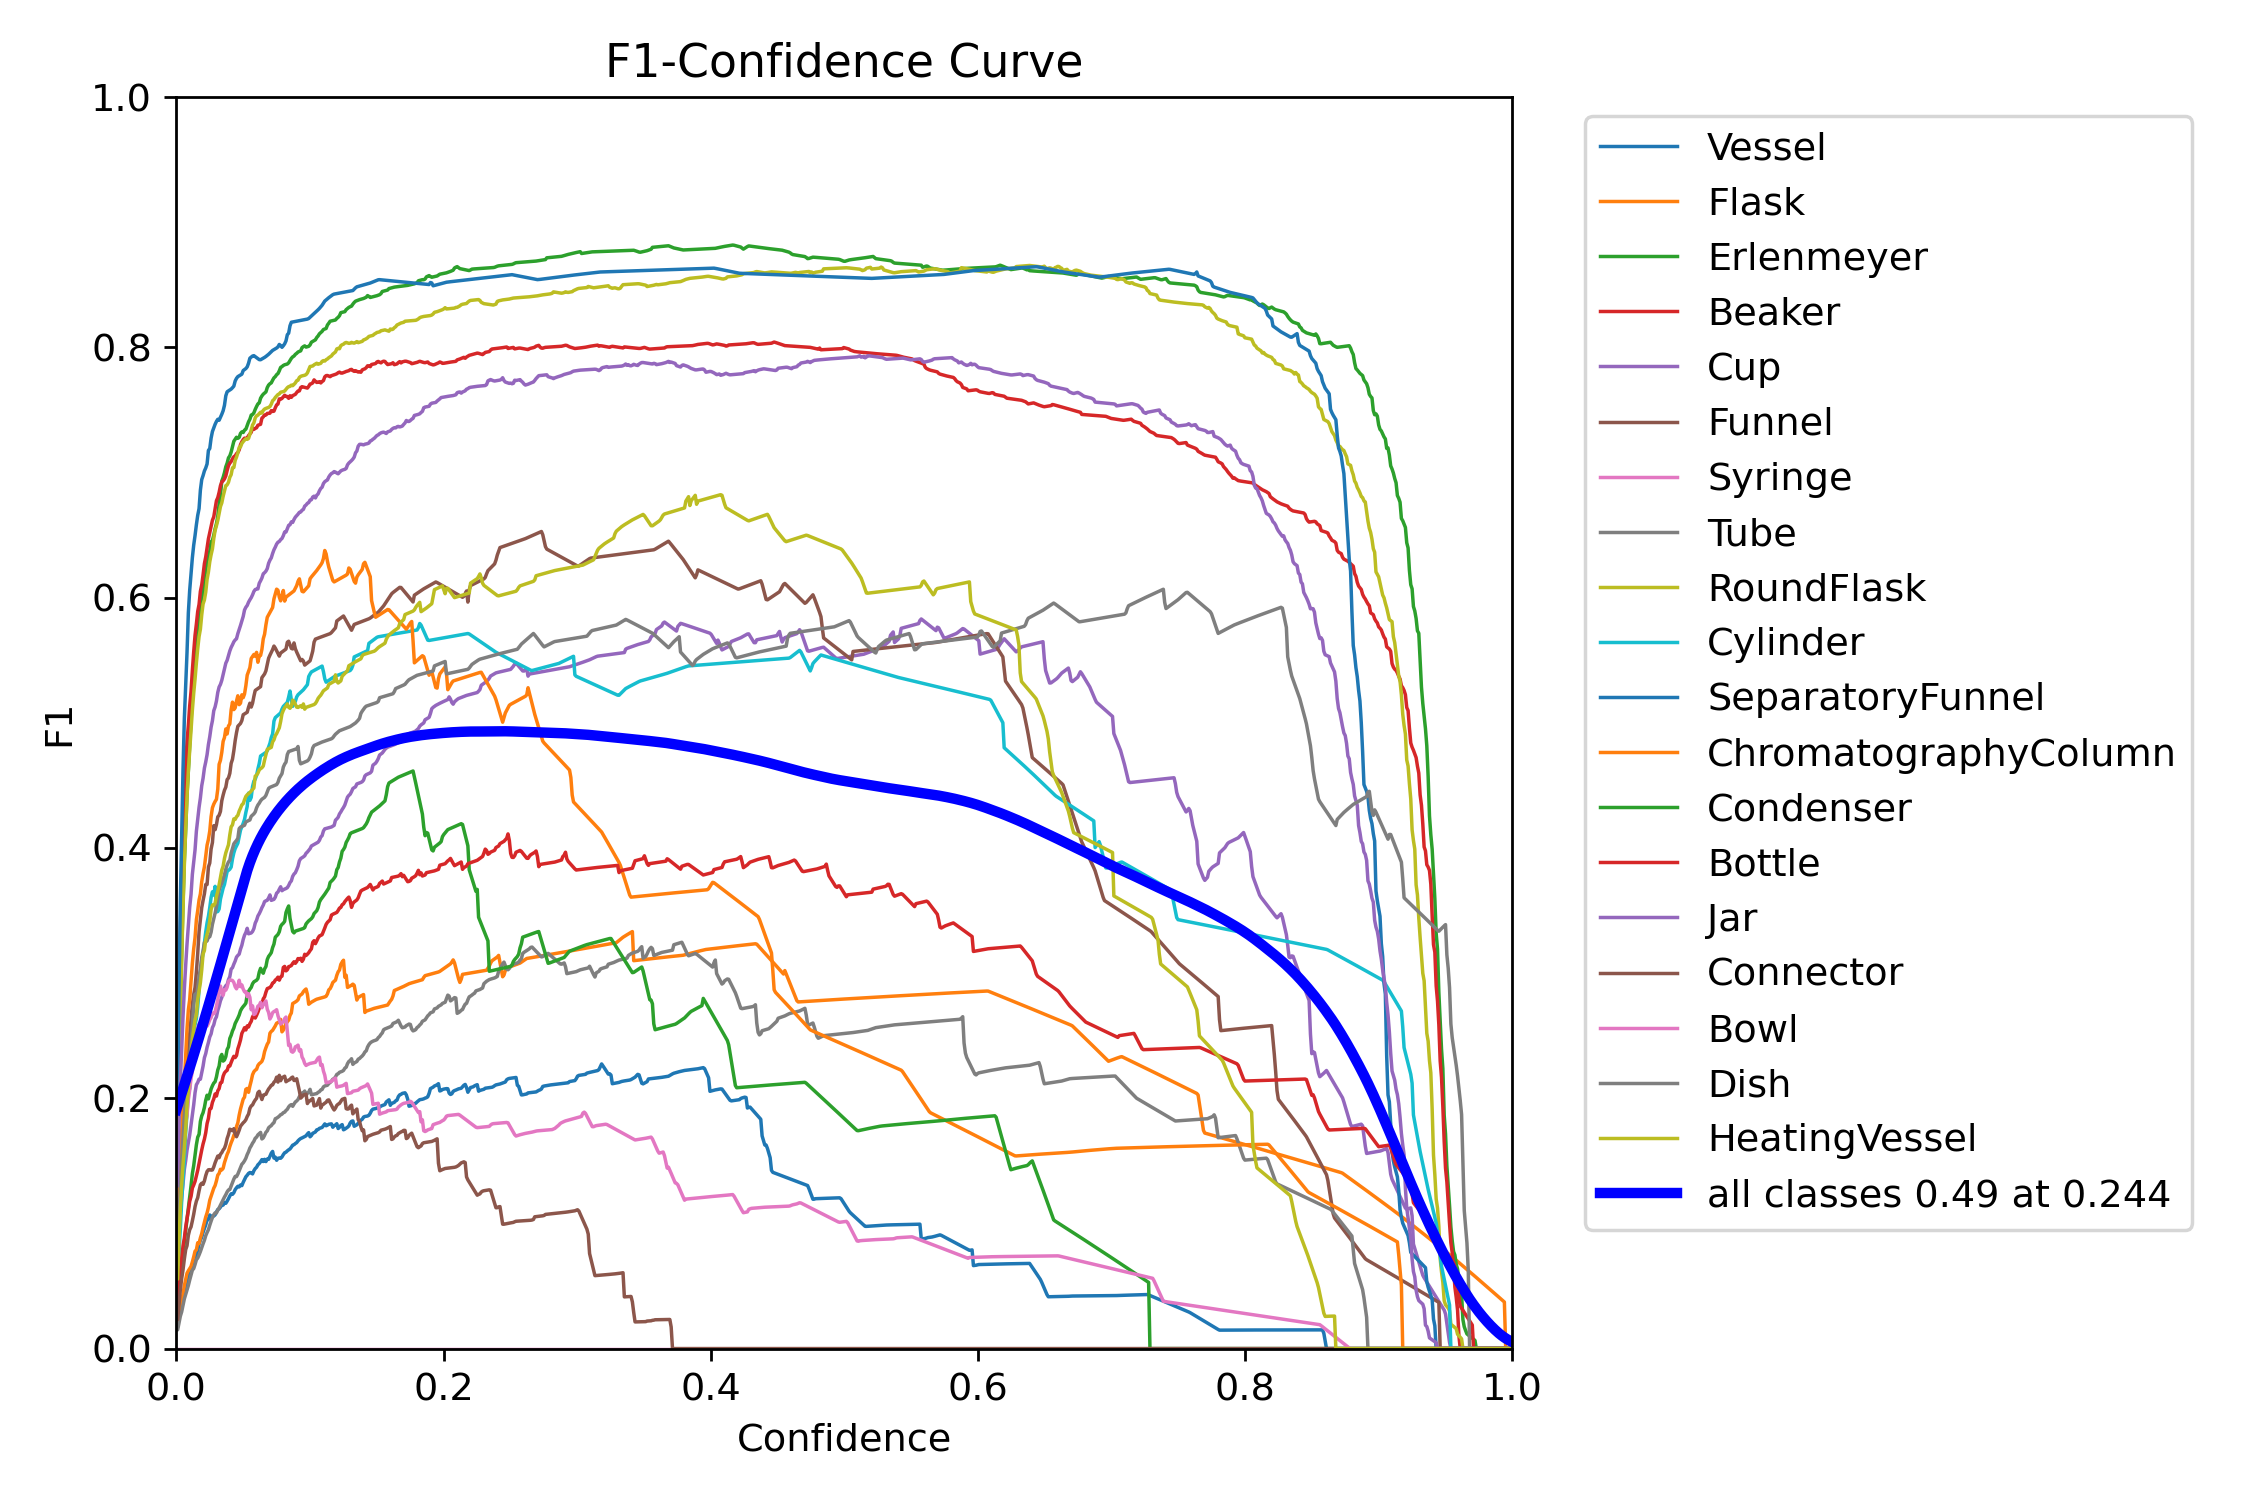 F1-Confidence Curve
1.0
0.8
0.6
0.4
0.2
0.0
F1
0.0 0.2 0.4 0.6 0.8 1.0
Confidence
Vessel
Flask
Erlenmeyer
Beaker
Cup
Funnel
Syringe
Tube
RoundFlask
Cylinder
SeparatoryFunnel
ChromatographyColumn
Condenser
Bottle
Jar
Connector
Bowl
Dish
HeatingVessel
all classes 0.49 at 0.244